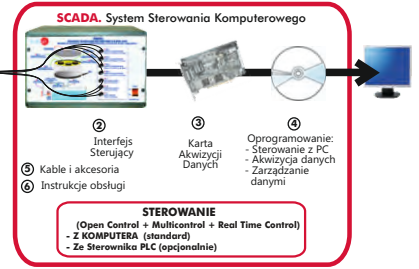 SCADA. System Sterowania Komputerowego
2
Interfejs
Sterujący
3
Karta
Akwizycji
Danych
4
Oprogramowanie:
- Sterowanie z PC
- Akwizycja danych
- Zarządzanie
danymi
5 Kable i akcesoria
6 Instrukcje obsługi
STEROWANIE
(Open Control + Multicontrol + Real Time Control)
- Z KOMPUTERA (standard)
- Ze Sterownika PLC (opcjonalnie)